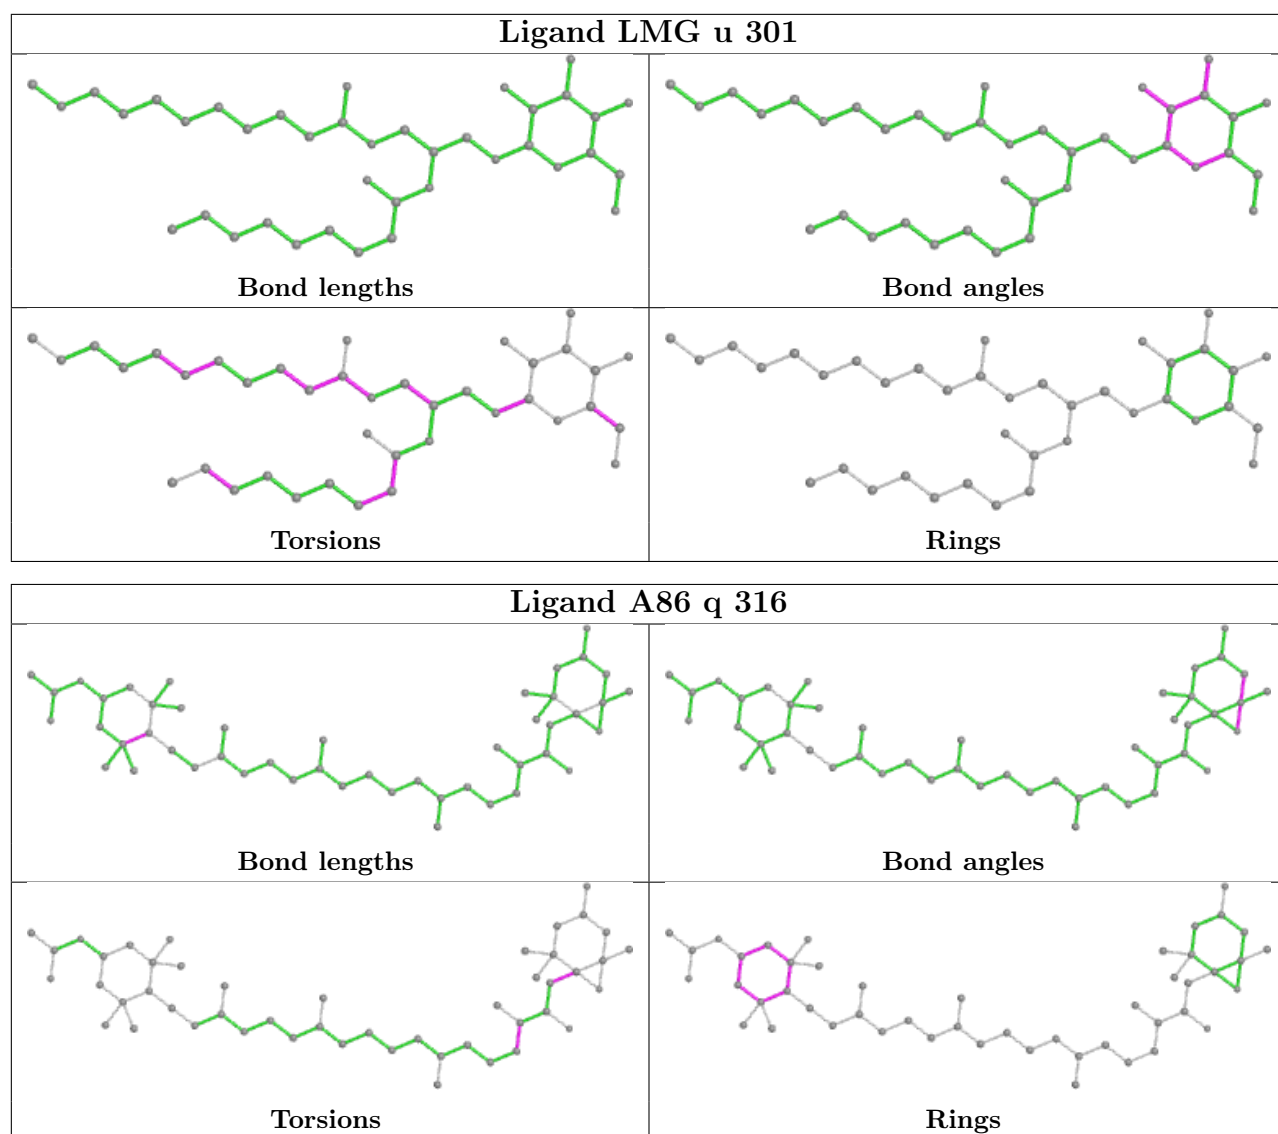 Ligand LMG u 301
Bond lengths
Bond angles
Torsions
Rings
Ligand A86 q 316
Bond lengths
Bond angles
Torsions
Rings